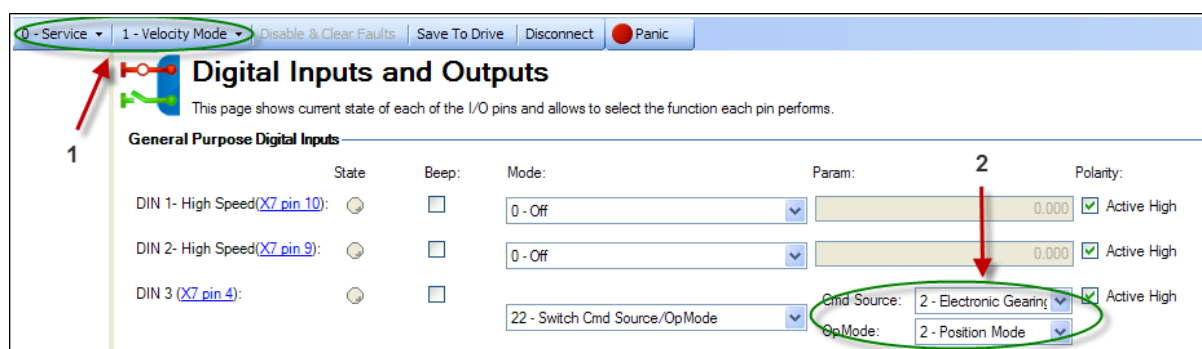 0 - Service 1 - Velocity Mode Disable & Clear Faults Save To Drive Disconnect Panic
Digital Inputs and Outputs
This page shows current state of each of the I/O pins and allows to select the function each pin performs.
1
General Purpose Digital Inputs
2
State Beep: Mode: Param: Polarity:
DIN 1- High Speed(X7 pin 10): 0 - Off 0.000 Active High
DIN 2- High Speed(X7 pin 9): 0 - Off 0.000 Active High
DIN 3 (X7 pin 4): 22 - Switch Cmd Source/OpMode Cmd Source: 2 - Electronic Gearing Active High
OpMode: 2 - Position Mode